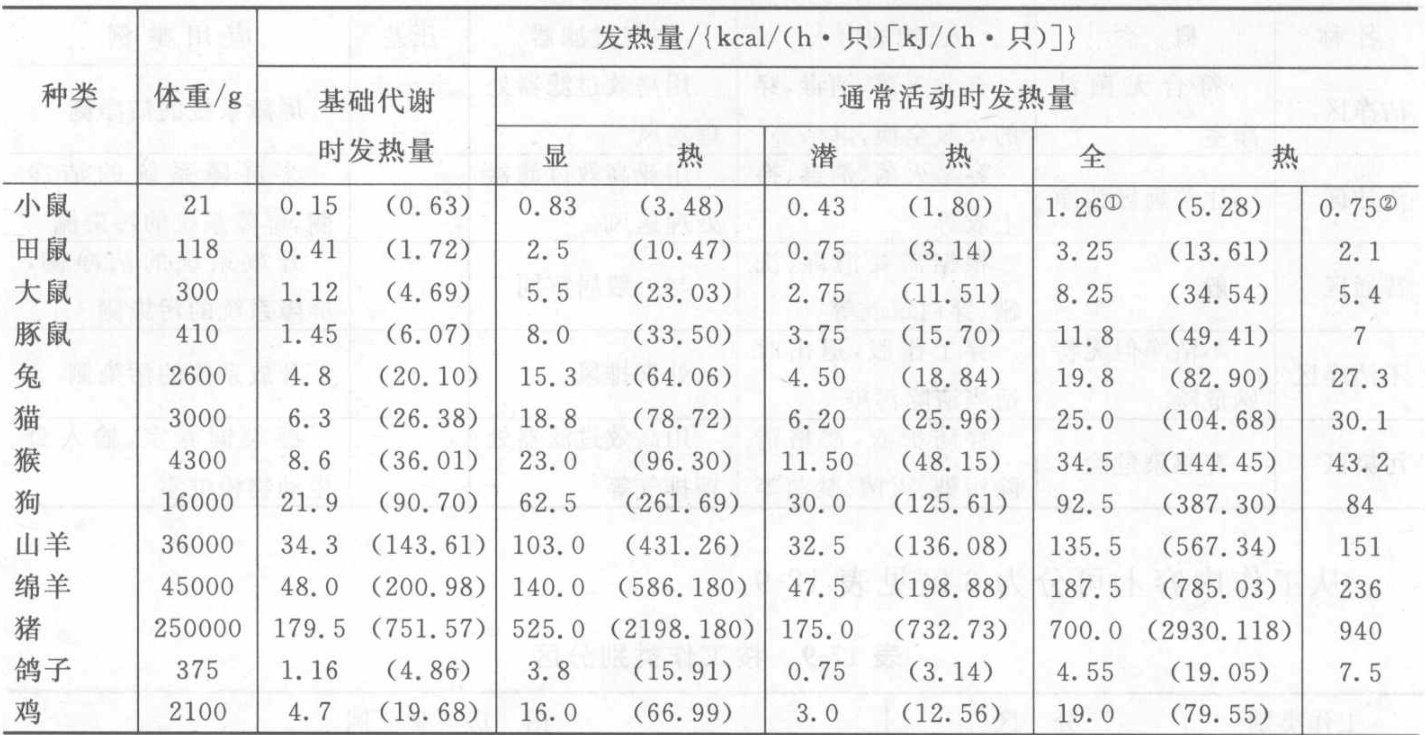 发热量/{kcal/(h·只)[kJ/(h·只)]}
种类 体重/g 基础代谢 通常活动时发热量
时发热量 显 热 潜 热 全 热
小鼠 21 0.15 (0.63) 0.83 (3.48) 0.43 (1.80) 1.26① (5.28) 0.75②
田鼠 118 0.41 (1.72) 2.5 (10.47) 0.75 (3.14) 3.25 (13.61) 2.1
大鼠 300 1.12 (4.69) 5.5 (23.03) 2.75 (11.51) 8.25 (34.54) 5.4
豚鼠 410 1.45 (6.07) 8.0 (33.50) 3.75 (15.70) 11.8 (49.41) 7
兔 2600 4.8 (20.10) 15.3 (64.06) 4.50 (18.84) 19.8 (82.90) 27.3
猫 3000 6.3 (26.38) 18.8 (78.72) 6.20 (25.96) 25.0 (104.68) 30.1
猴 4300 8.6 (36.01) 23.0 (96.30) 11.50 (48.15) 34.5 (144.45) 43.2
狗 16000 21.9 (90.70) 62.5 (261.69) 30.0 (125.61) 92.5 (387.30) 84
山羊 36000 34.3 (143.61) 103.0 (431.26) 32.5 (136.08) 135.5 (567.34) 151
绵羊 45000 48.0 (200.98) 140.0 (586.180) 47.5 (198.88) 187.5 (785.03) 236
猪 250000 179.5 (751.57) 525.0 (2198.180) 175.0 (732.73) 700.0 (2930.118) 940
鸽子 375 1.16 (4.86) 3.8 (15.91) 0.75 (3.14) 4.55 (19.05) 7.5
鸡 2100 4.7 (19.68) 16.0 (66.99) 3.0 (12.56) 19.0 (79.55)